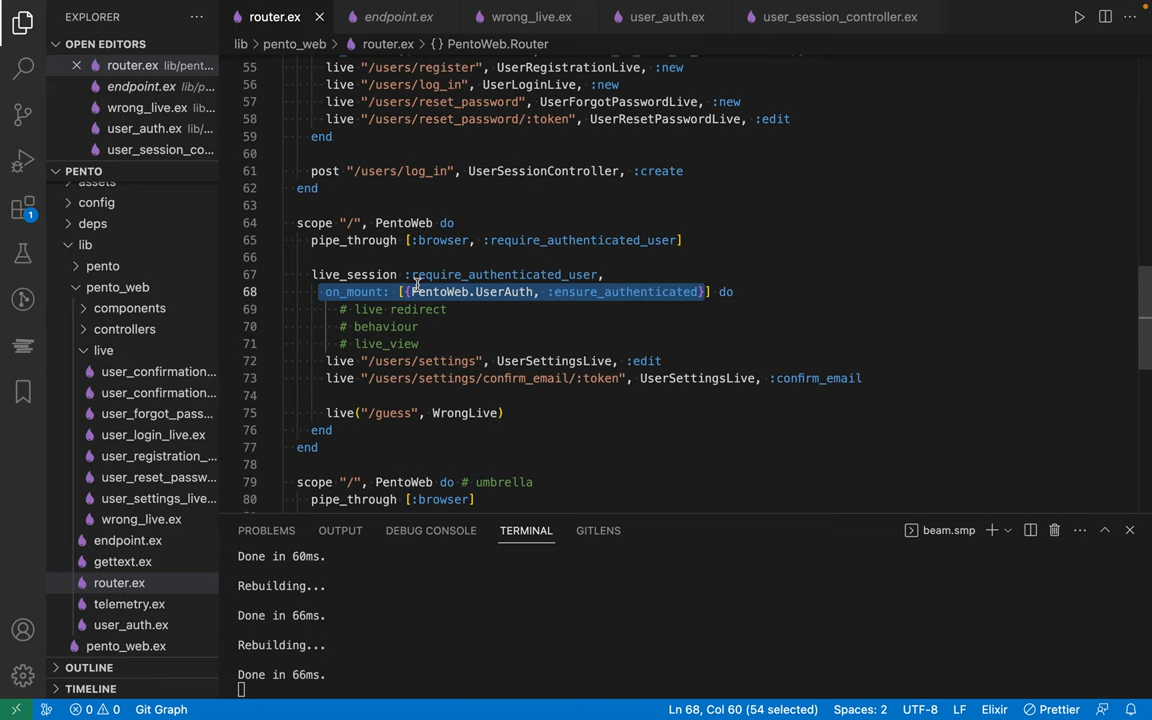 EXPLORER
OPEN EDITORS
router.ex lib/pent...
endpoint.ex lib/p...
wrong_live.ex lib...
user_auth.ex lib/...
user_session_co...
PENTO
assets
config
deps
lib
pento
pento_web
components
controllers
live
user_confirmation...
user_confirmation...
user_forgot_pass...
user_login_live.ex
user_registration_...
user_reset_passw...
user_settings_live...
wrong_live.ex
endpoint.ex
gettext.ex
router.ex
telemetry.ex
user_auth.ex
pento_web.ex
OUTLINE
TIMELINE
1
router.ex
endpoint.ex
wrong_live.ex
user_auth.ex
user_session_controller.ex
lib > pento_web > router.ex > {} PentoWeb.Router
55 live "/users/register", UserRegistrationLive, :new
56 live "/users/log_in", UserLoginLive, :new
57 live "/users/reset_password", UserForgotPasswordLive, :new
58 live "/users/reset_password/:token", UserResetPasswordLive, :edit
59 end
60
61 post "/users/log_in", UserSessionController, :create
62 end
63
64 scope "/", PentoWeb do
65 pipe_through [:browser, :require_authenticated_user]
66
67 live_session :require_authenticated_user,
68 on_mount: [{PentoWeb.UserAuth, :ensure_authenticated}] do
69 # live redirect
70 # behaviour
71 # live_view
72 live "/users/settings", UserSettingsLive, :edit
73 live "/users/settings/confirm_email/:token", UserSettingsLive, :confirm_email
74
75 live("/guess", WrongLive)
76 end
77 end
78
79 scope "/", PentoWeb do # umbrella
80 pipe_through [:browser]
PROBLEMS OUTPUT DEBUG CONSOLE TERMINAL GITLENS
beam.smp
Done in 60ms.
Rebuilding...
Done in 66ms.
Rebuilding...
Done in 66ms.
0 0 Git Graph
Ln 68, Col 60 (54 selected) Spaces: 2 UTF-8 LF Elixir Prettier